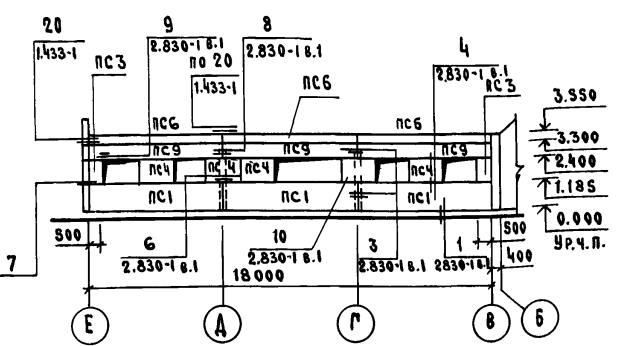 20
1.433-1
ПС3
9
2.830-1 в.1
по 20
1.433-1
8
2.830-1 в.1
ПС6
4
2.830-1 в.1
ПС3
ПС6
ПС6
ПС9
ПС9
ПС9
ПС4
ПС4
ПС4
ПС4
ПС1
ПС1
ПС1
3.550
3.300
2.400
1.185
0.000
Ур.ч.п.
7
500
6
2.830-1 в.1
10
2.830-1 в.1
3
2.830-1 в.1
1
2830-1 в.1
500
400
18000
Е
Д
Г
В
Б